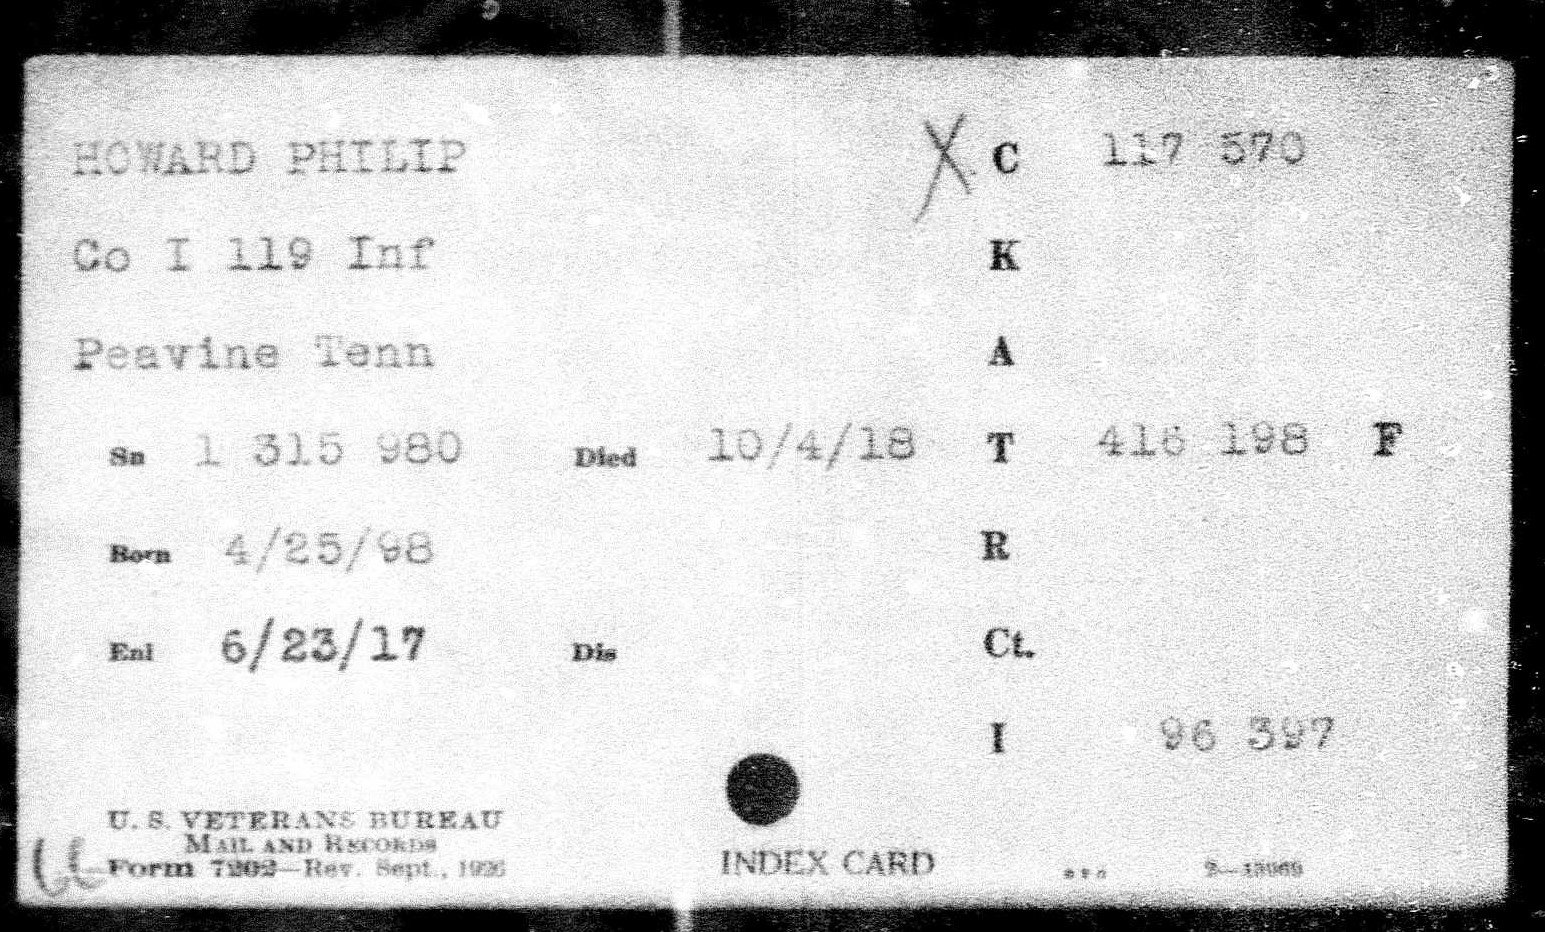 HOWARD PHILIP X C 117 570
Co I 119 Inf K
Peavine Tenn A
Sn 1 315 980 Died 10/4/18 T 416 198 F
Born 4/25/98 R
Enl 6/23/17 Dis Ct.
I 96 397
U. S. VETERANS BUREAU
MAIL AND RECORDS
Form 7202—Rev. Sept., 1926
INDEX CARD